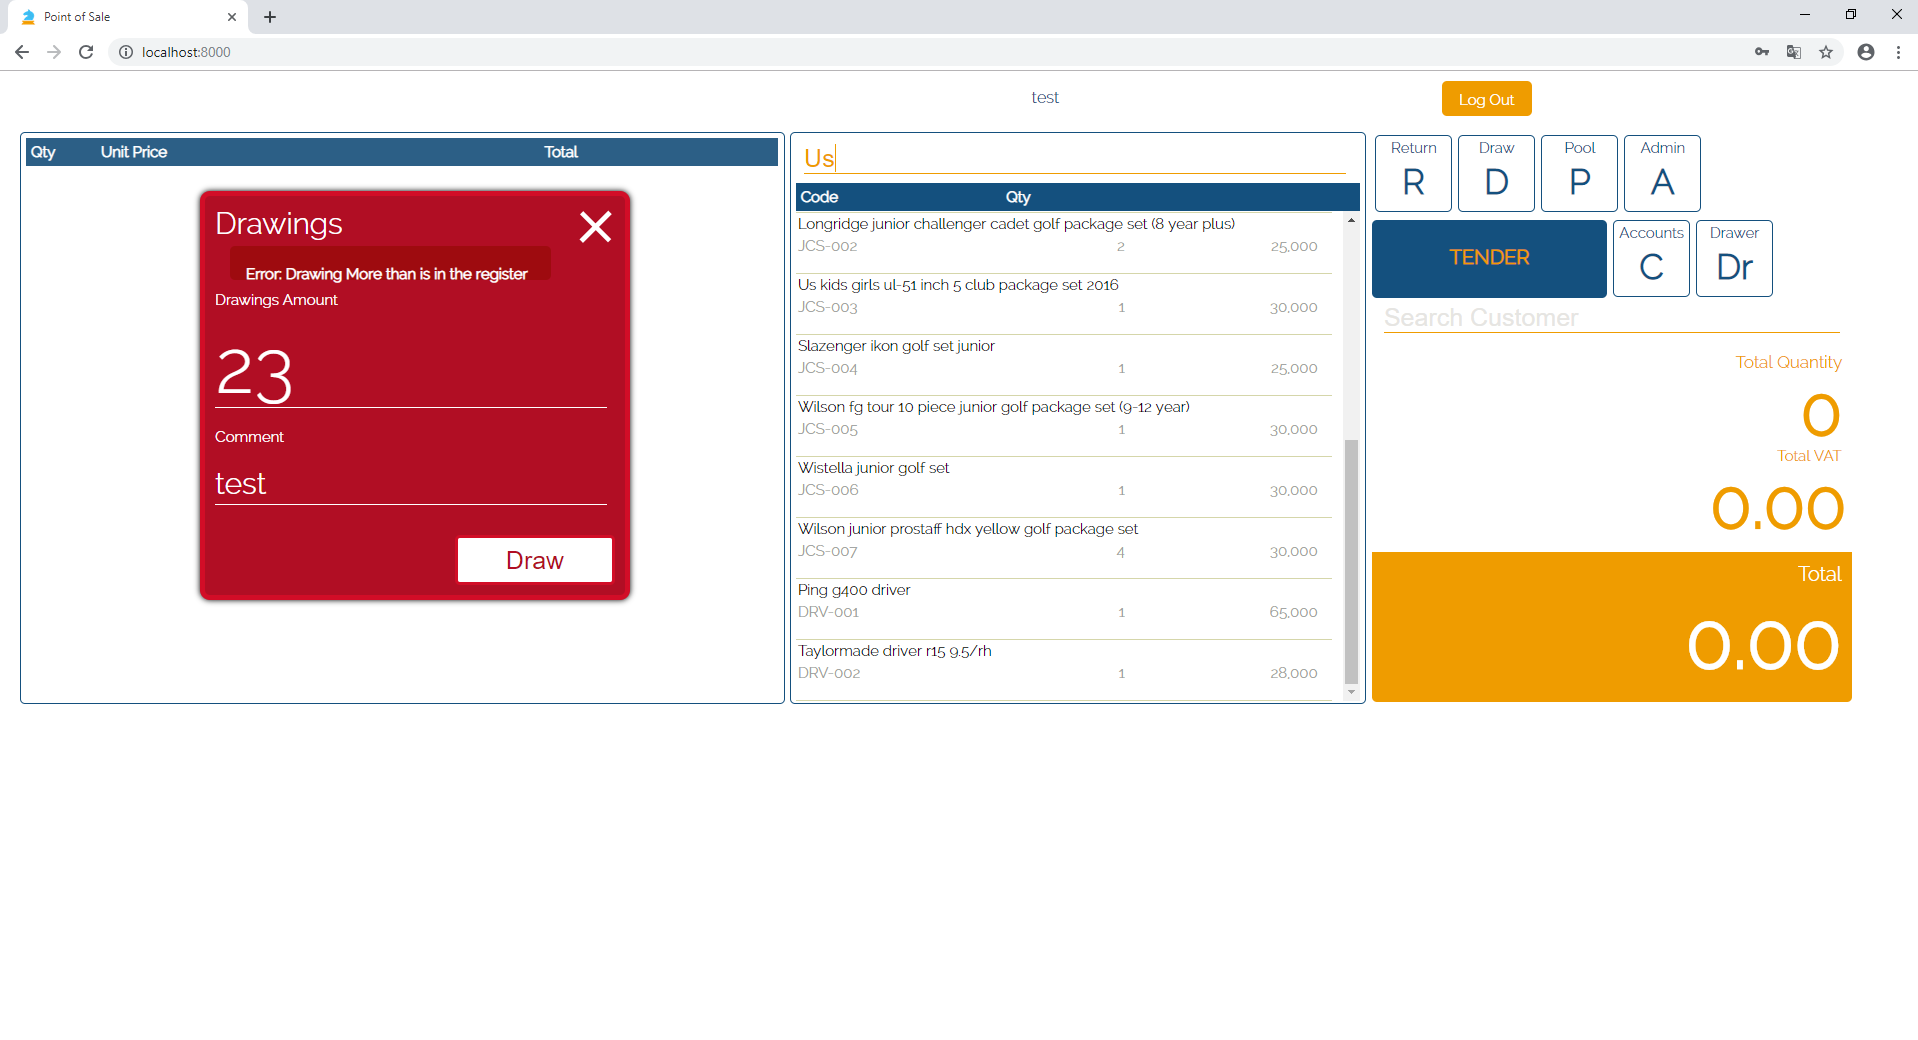 Point of Sale
localhost:8000
test
Log Out
Qty Unit Price Total
Drawings
Error: Drawing More than is in the register
Drawings Amount
23
Comment
test
Draw
Us
Code Qty
Longridge junior challenger cadet golf package set (8 year plus)
JCS-002 2 25,000
Us kids girls ul-51 inch 5 club package set 2016
JCS-003 1 30,000
Slazenger ikon golf set junior
JCS-004 1 25,000
Wilson fg tour 10 piece junior golf package set (9-12 year)
JCS-005 1 30,000
Wistella junior golf set
JCS-006 1 30,000
Wilson junior prostaff hdx yellow golf package set
JCS-007 4 30,000
Ping g400 driver
DRV-001 1 65,000
Taylormade driver r15 9.5/rh
DRV-002 1 28,000
Return Draw Pool Admin
R D P A
TENDER
Accounts Drawer
C Dr
Search Customer
Total Quantity
0
Total VAT
0.00
Total
0.00